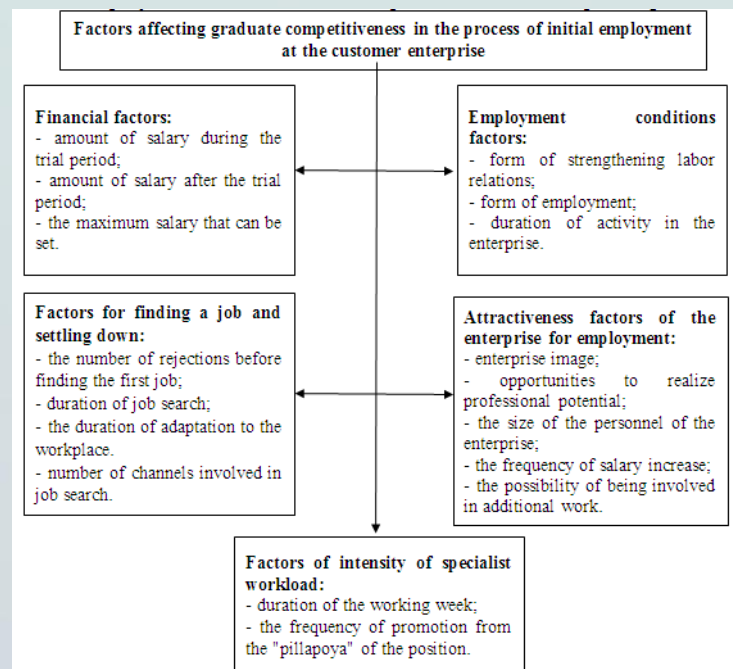 Factors affecting graduate competitiveness in the process of initial employment
at the customer enterprise
Financial factors:
- amount of salary during the
trial period;
- amount of salary after the trial
period;
- the maximum salary that can be
set.
Employment conditions
factors:
- form of strengthening labor
relations;
- form of employment;
- duration of activity in the
enterprise.
Factors for finding a job and
settling down:
- the number of rejections before
finding the first job;
- duration of job search;
- the duration of adaptation to the
workplace.
- number of channels involved in
job search.
Attractiveness factors of the
enterprise for employment:
- enterprise image;
- opportunities to realize
professional potential;
- the size of the personnel of the
enterprise;
- the frequency of salary increase;
- the possibility of being involved
in additional work.
Factors of intensity of specialist
workload:
- duration of the working week;
- the frequency of promotion from
the "pillapoya" of the position.